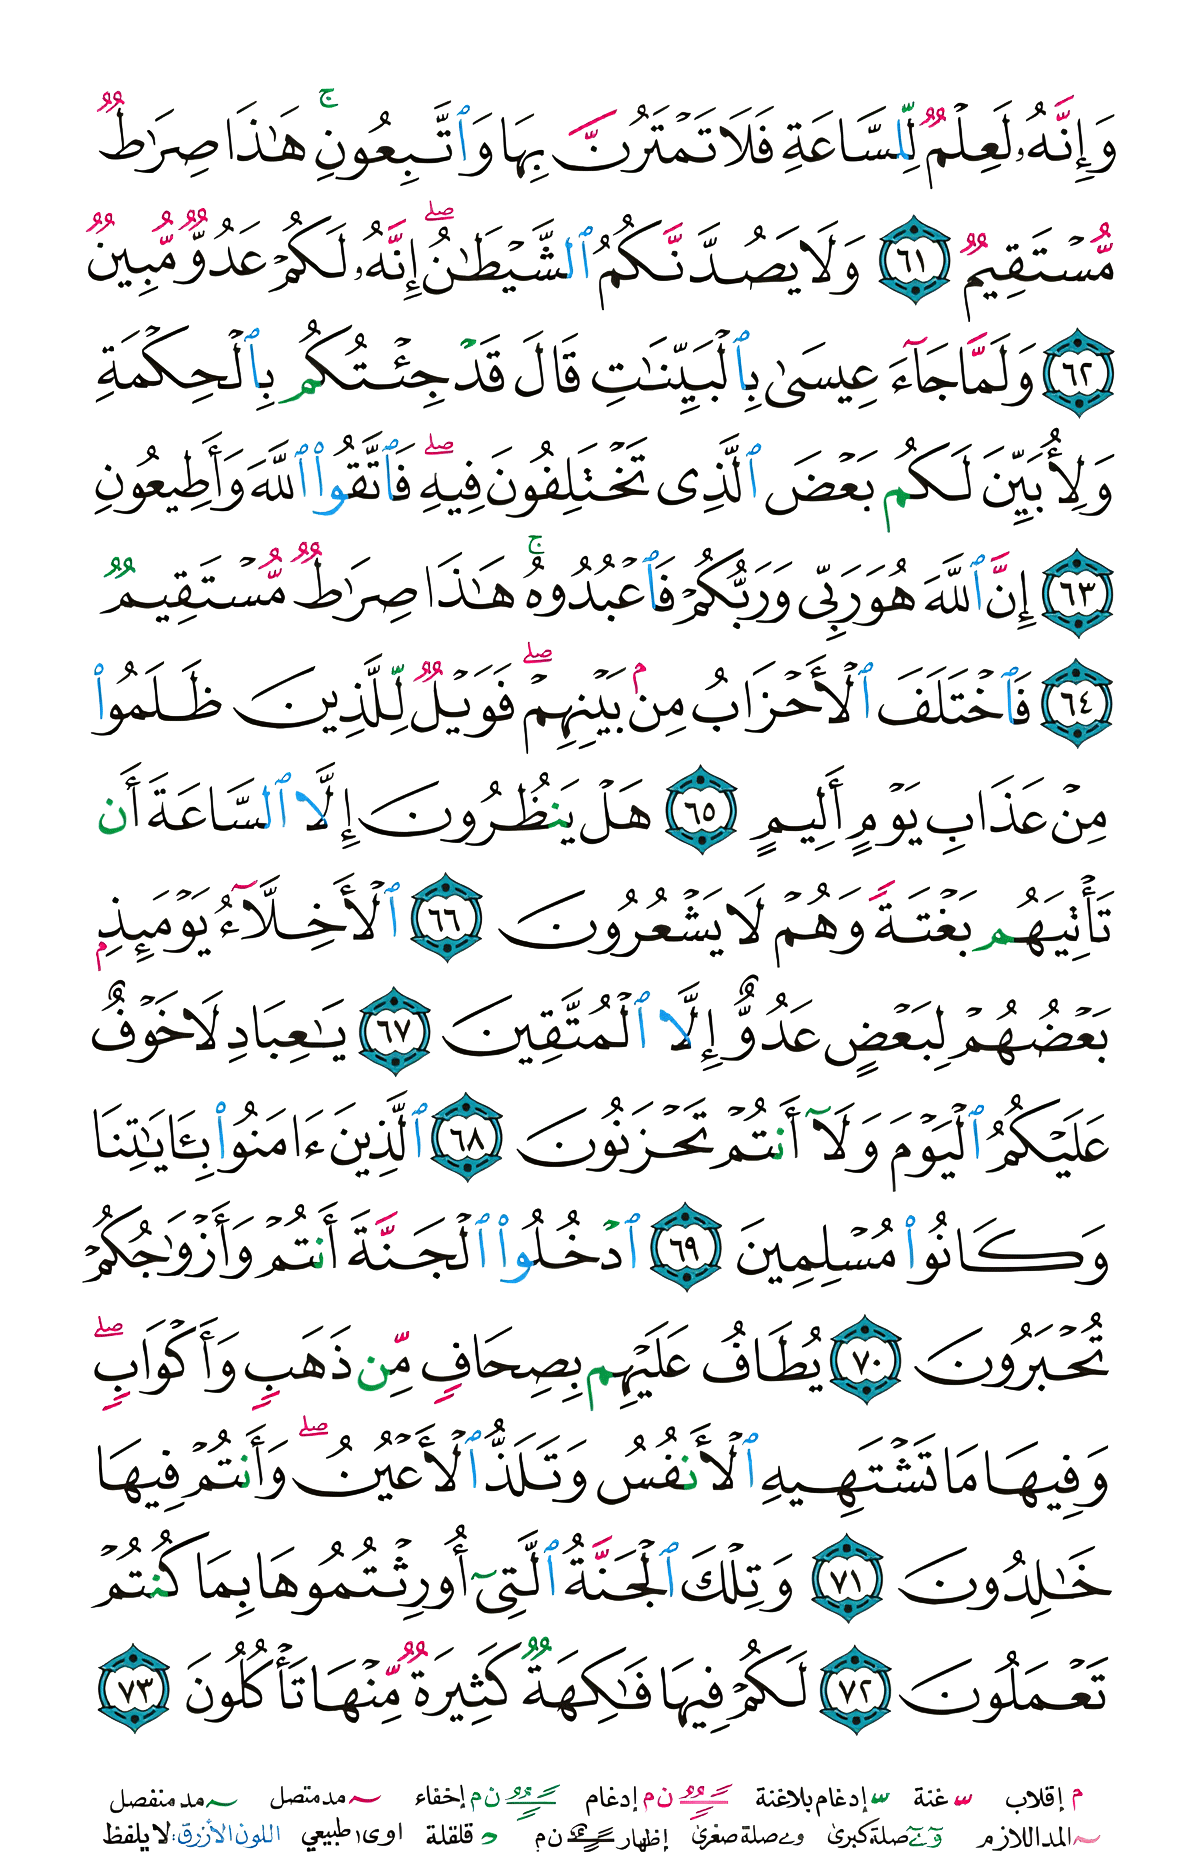 وَإِنَّهُۥ لَعِلۡمٞ لِّلسَّاعَةِ فَلَا تَمۡتَرُنَّ بِهَا وَٱتَّبِعُونِۚ هَٰذَا صِرَٰطٞ
مُّسۡتَقِيمٞ ٦١ وَلَا يَصُدَّنَّكُمُ ٱلشَّيۡطَٰنُۖ إِنَّهُۥ لَكُمۡ عَدُوّٞ مُّبِينٞ
٦٢ وَلَمَّا جَآءَ عِيسَىٰ بِٱلۡبَيِّنَٰتِ قَالَ قَدۡ جِئۡتُكُم بِٱلۡحِكۡمَةِ
وَلِأُبَيِّنَ لَكُم بَعۡضَ ٱلَّذِي تَخۡتَلِفُونَ فِيهِۖ فَٱتَّقُواْ ٱللَّهَ وَأَطِيعُونِ
٦٣ إِنَّ ٱللَّهَ هُوَ رَبِّي وَرَبُّكُمۡ فَٱعۡبُدُوهُۚ هَٰذَا صِرَٰطٞ مُّسۡتَقِيمٞ
٦٤ فَٱخۡتَلَفَ ٱلۡأَحۡزَابُ مِنۢ بَيۡنِهِمۡۖ فَوَيۡلٞ لِّلَّذِينَ ظَلَمُواْ
مِنۡ عَذَابِ يَوۡمٍ أَلِيمٍ ٦٥ هَلۡ يَنظُرُونَ إِلَّا ٱلسَّاعَةَ أَن
تَأۡتِيَهُم بَغۡتَةٗ وَهُمۡ لَا يَشۡعُرُونَ ٦٦ ٱلۡأَخِلَّآءُ يَوۡمَئِذِۭ
بَعۡضُهُمۡ لِبَعۡضٍ عَدُوٌّ إِلَّا ٱلۡمُتَّقِينَ ٦٧ يَٰعِبَادِ لَا خَوۡفٌ
عَلَيۡكُمُ ٱلۡيَوۡمَ وَلَآ أَنتُمۡ تَحۡزَنُونَ ٦٨ ٱلَّذِينَ ءَامَنُواْ بِـَٔايَٰتِنَا
وَكَانُواْ مُسۡلِمِينَ ٦٩ ٱدۡخُلُواْ ٱلۡجَنَّةَ أَنتُمۡ وَأَزۡوَٰجُكُمۡ
تُحۡبَرُونَ ٧٠ يُطَافُ عَلَيۡهِم بِصِحَافٖ مِّن ذَهَبٖ وَأَكۡوَابٖۖ
وَفِيهَا مَا تَشۡتَهِيهِ ٱلۡأَنفُسُ وَتَلَذُّ ٱلۡأَعۡيُنُۖ وَأَنتُمۡ فِيهَا
خَٰلِدُونَ ٧١ وَتِلۡكَ ٱلۡجَنَّةُ ٱلَّتِيٓ أُورِثۡتُمُوهَا بِمَا كُنتُمۡ
تَعۡمَلُونَ ٧٢ لَكُمۡ فِيهَا فَٰكِهَةٞ كَثِيرَةٞ مِّنۡهَا تَأۡكُلُونَ ٧٣
م إقلاب غنة إدغام بلاغنة ن م إدغام ن م إخفاء مد متصل مد منفصل
المد اللازم صلة كبرى وے صلة صغرى إظهار ن م قلقلة اوى طبيعي اللون الأزرق: لا يلفظ